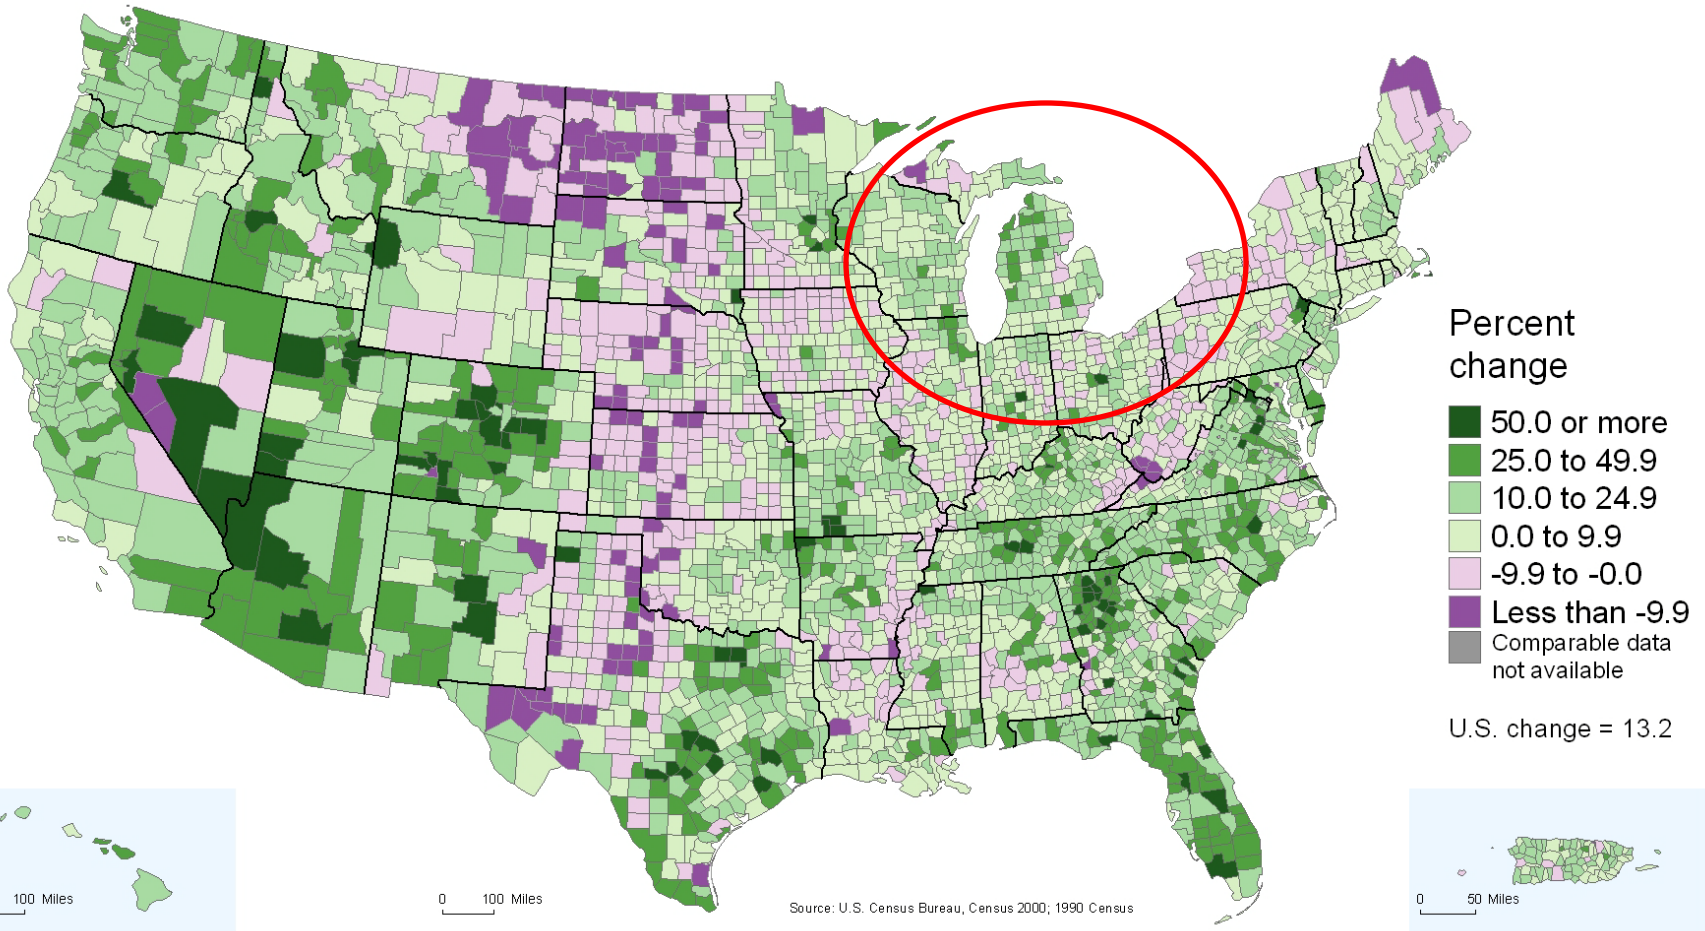 Percent
change
50.0 or more
25.0 to 49.9
10.0 to 24.9
0.0 to 9.9
-9.9 to -0.0
Less than -9.9
Comparable data
not available
U.S. change = 13.2
100 Miles
0 100 Miles
Source: U.S. Census Bureau, Census 2000; 1990 Census
0 50 Miles